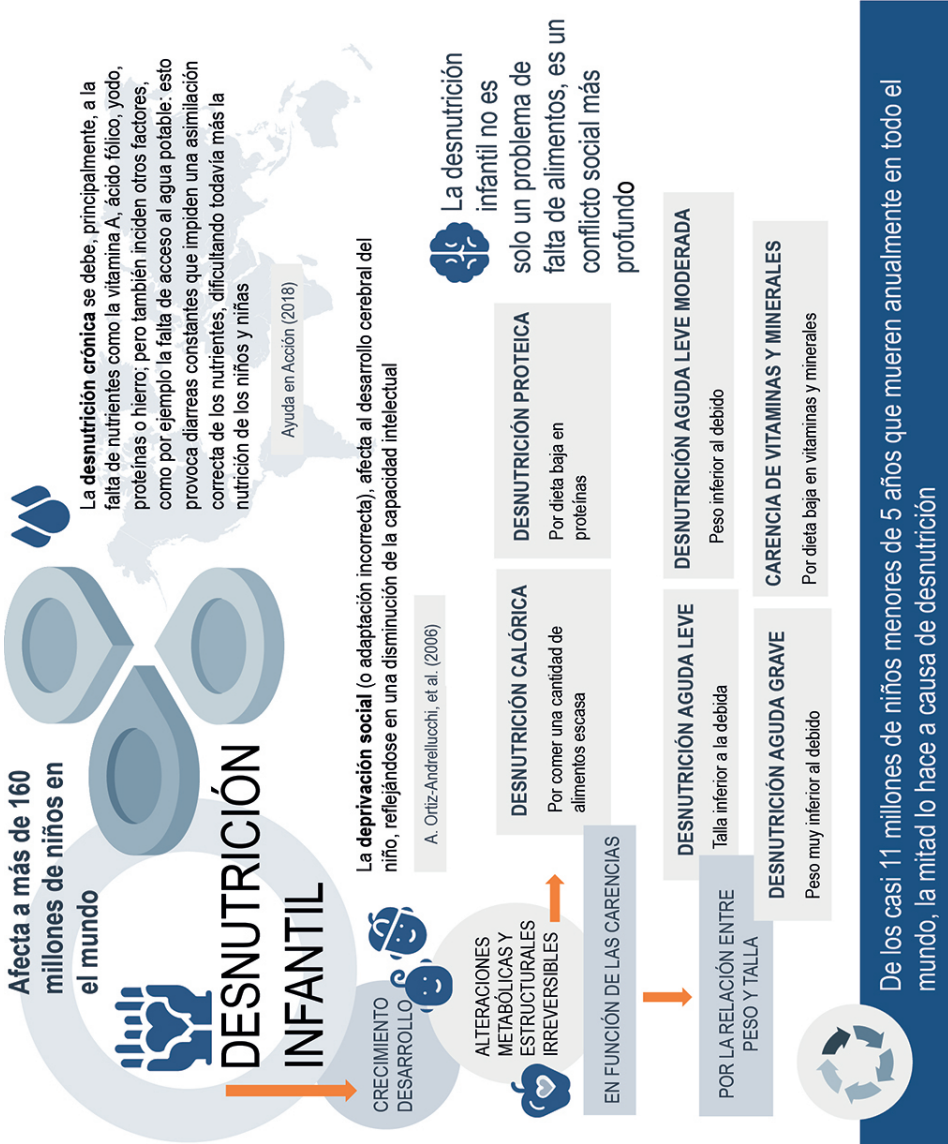 Afecta a más de 160
millones de niños en
el mundo
DESNUTRICIÓN
INFANTIL
La desnutrición crónica se debe, principalmente, a la
falta de nutrientes como la vitamina A, ácido fólico, yodo,
proteínas o hierro; pero también inciden otros factores,
como por ejemplo la falta de acceso al agua potable: esto
provoca diarreas constantes que impiden una asimilación
correcta de los nutrientes, dificultando todavía más la
nutrición de los niños y niñas
Ayuda en Acción (2018)
CRECIMIENTO
DESARROLLO
La deprivación social (o adaptación incorrecta), afecta al desarrollo cerebral del
niño, reflejándose en una disminución de la capacidad intelectual
A. Ortiz-Andrellucchi, et al. (2006)
La desnutrición
infantil no es
solo un problema de
falta de alimentos, es un
conflicto social más
profundo
ALTERACIONES
METABÓLICAS Y
ESTRUCTURALES
IRREVERSIBLES
EN FUNCIÓN DE LAS CARENCIAS
DESNUTRICIÓN CALÓRICA
Por comer una cantidad de
alimentos escasa
DESNUTRICIÓN PROTEICA
Por dieta baja en
proteínas
POR LA RELACIÓN ENTRE
PESO Y TALLA
DESNUTRICIÓN AGUDA LEVE
Talla inferior a la debida
DESNUTRICIÓN AGUDA LEVE MODERADA
Peso inferior al debido
DESNUTRICIÓN AGUDA GRAVE
Peso muy inferior al debido
CARENCIA DE VITAMINAS Y MINERALES
Por dieta baja en vitaminas y minerales
De los casi 11 millones de niños menores de 5 años que mueren anualmente en todo el
mundo, la mitad lo hace a causa de desnutrición